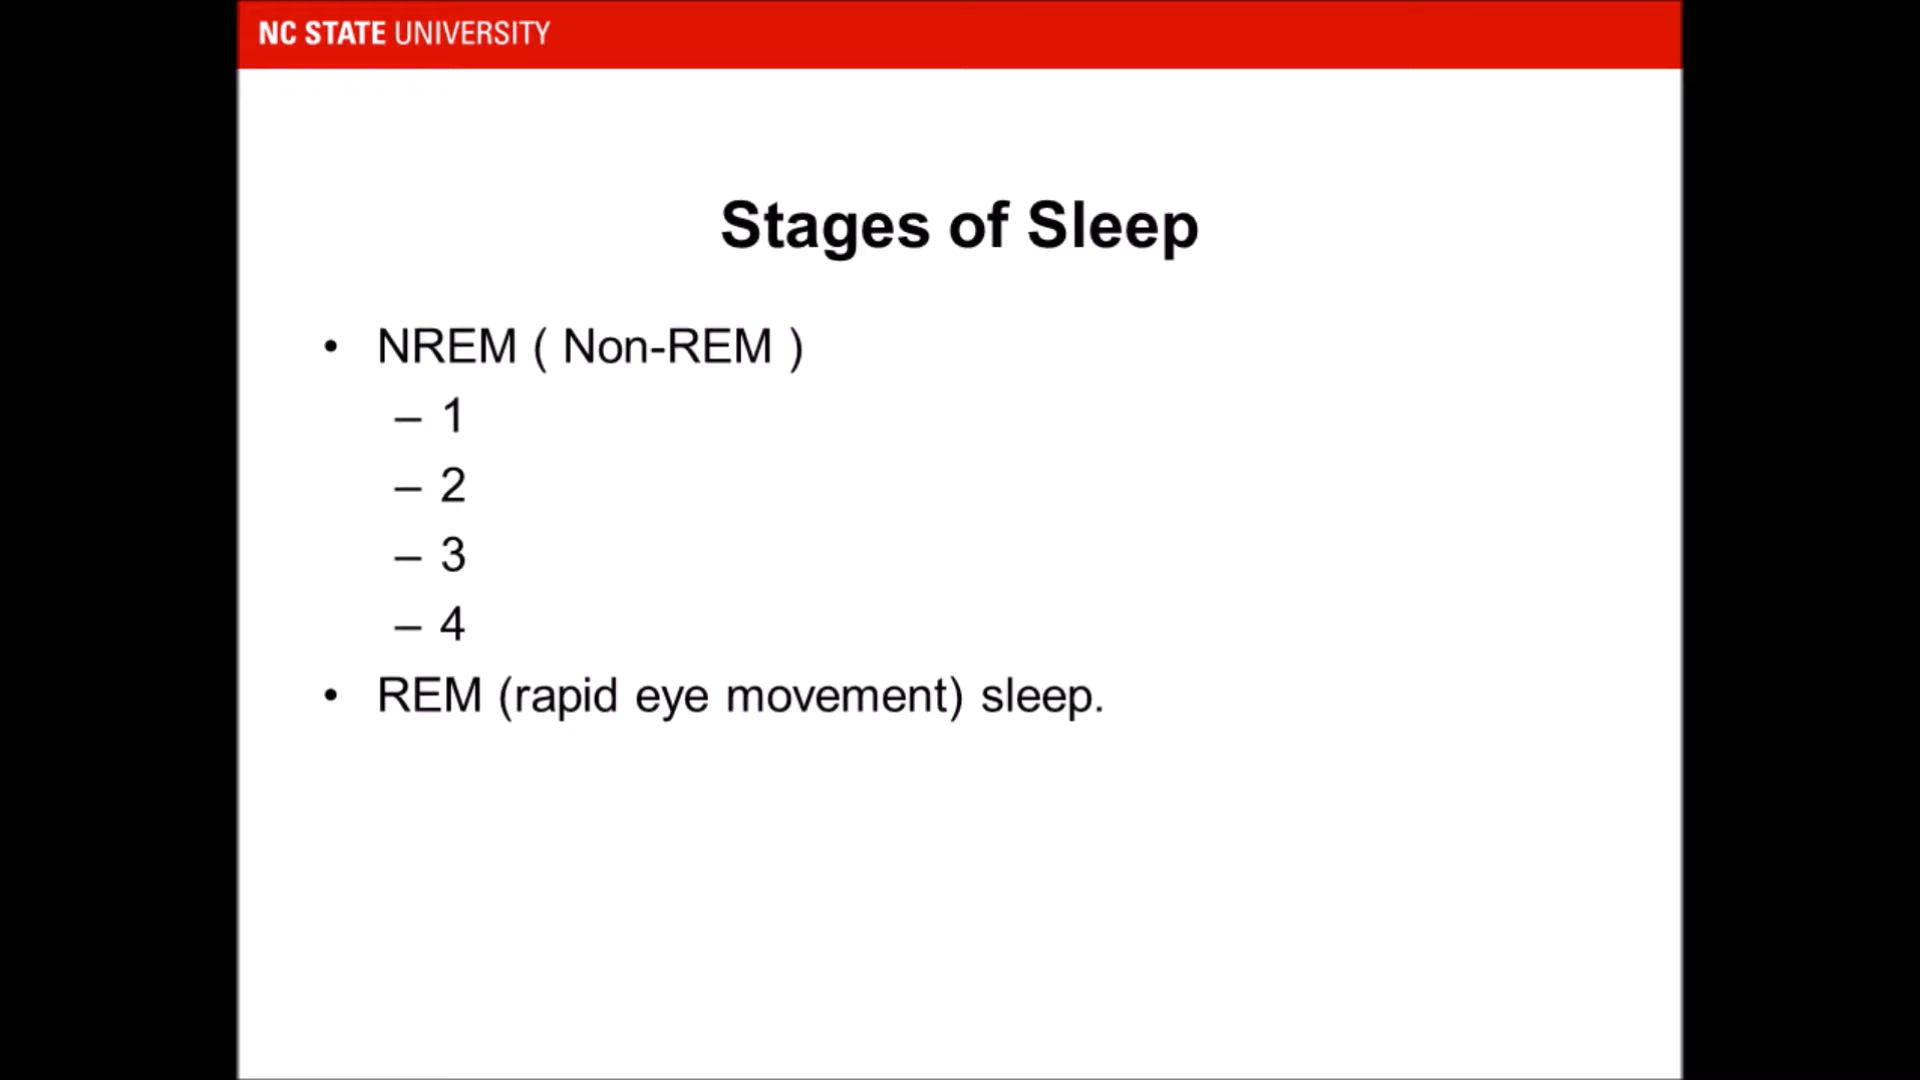 NC STATE UNIVERSITY
Stages of Sleep
• NREM ( Non-REM )
– 1
– 2
– 3
– 4
• REM (rapid eye movement) sleep.